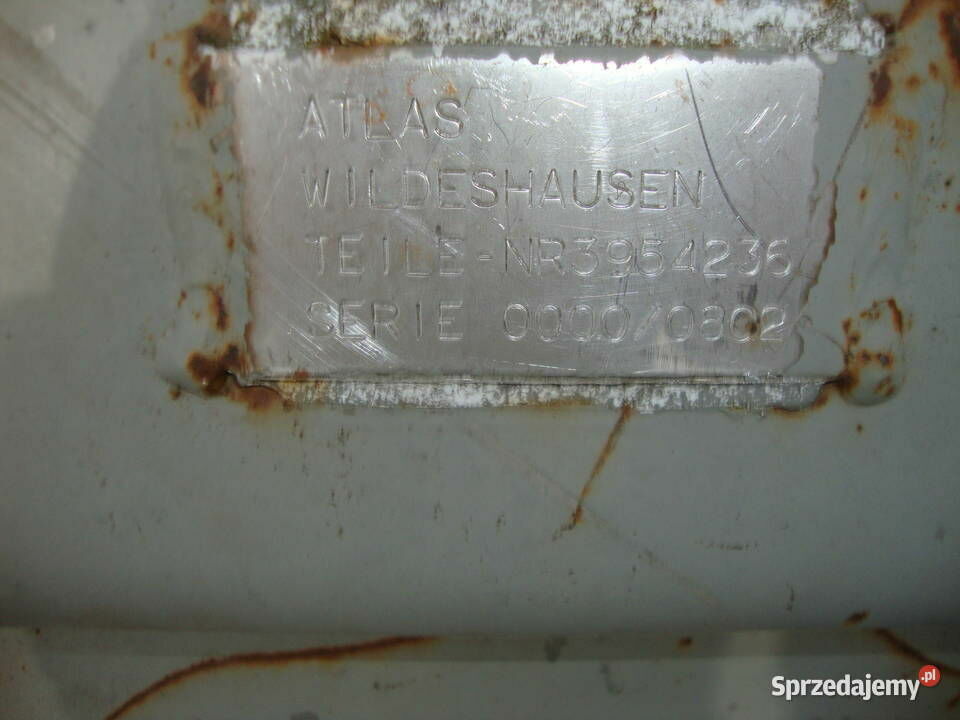 ATLAS
WILDESHAUSEN
TEILE-NR3954236
SERIE 0000/0802
Sprzedajemy.pl